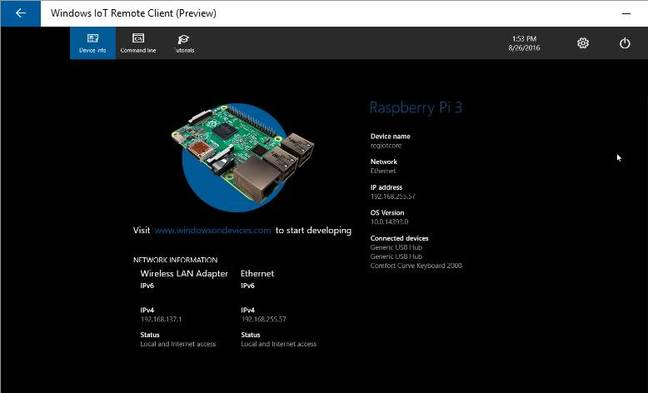 Windows IoT Remote Client (Preview)
Device info
Command line
Tutorials
1:53 PM
8/26/2016
Raspberry Pi 3
Device name
regiotcore
Network
Ethernet
IP address
192.168.255.57
OS Version
10.0.14393.0
Connected devices
Generic USB Hub
Generic USB Hub
Comfort Curve Keyboard 2000
Visit www.windowsondevices.com to start developing
NETWORK INFORMATION
Wireless LAN Adapter
IPv6
IPv4
192.168.137.1
Status
Local and Internet access
Ethernet
IPv6
IPv4
192.168.255.57
Status
Local and Internet access